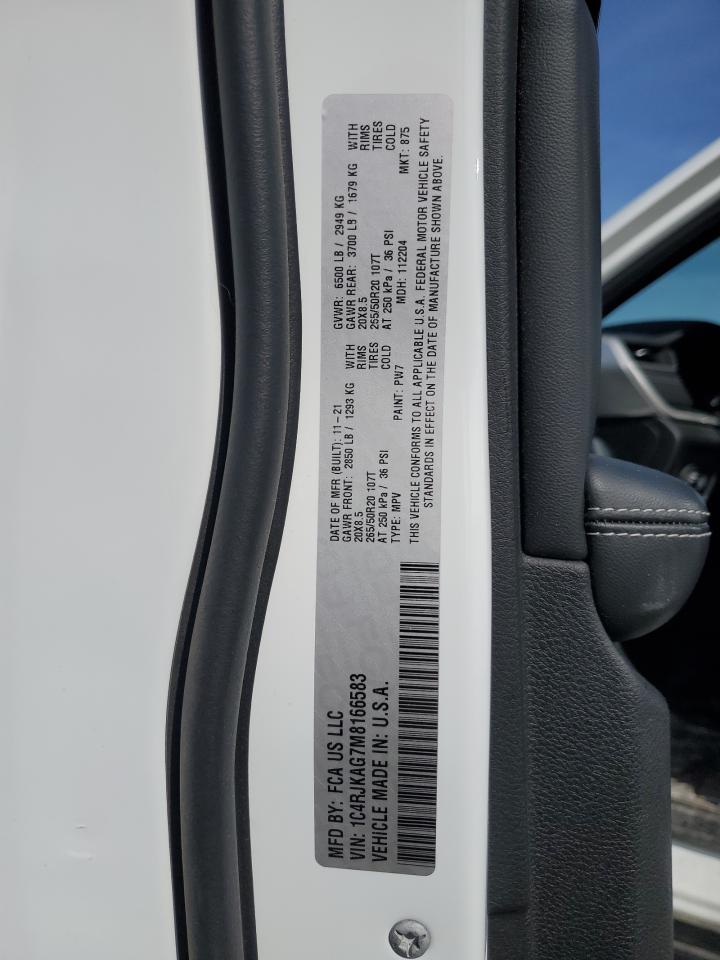 MFD BY: FCA US LLC
VIN: 1C4RJKAG7M8166583
VEHICLE MADE IN: U.S.A.
DATE OF MFR (BUILT): 11-21
GVWR: 6500 LB / 2949 KG
GAWR FRONT: 2850 LB / 1293 KG WITH
GAWR REAR: 3700 LB / 1679 KG WITH
20X8.5 RIMS
20X8.5 RIMS
265/50R20 107T TIRES
265/50R20 107T TIRES
AT 250 kPa / 36 PSI COLD
AT 250 kPa / 36 PSI COLD
TYPE: MPV PAINT: PW7 MDH: 112204 MKT: 875
THIS VEHICLE CONFORMS TO ALL APPLICABLE U.S.A. FEDERAL MOTOR VEHICLE SAFETY
STANDARDS IN EFFECT ON THE DATE OF MANUFACTURE SHOWN ABOVE.